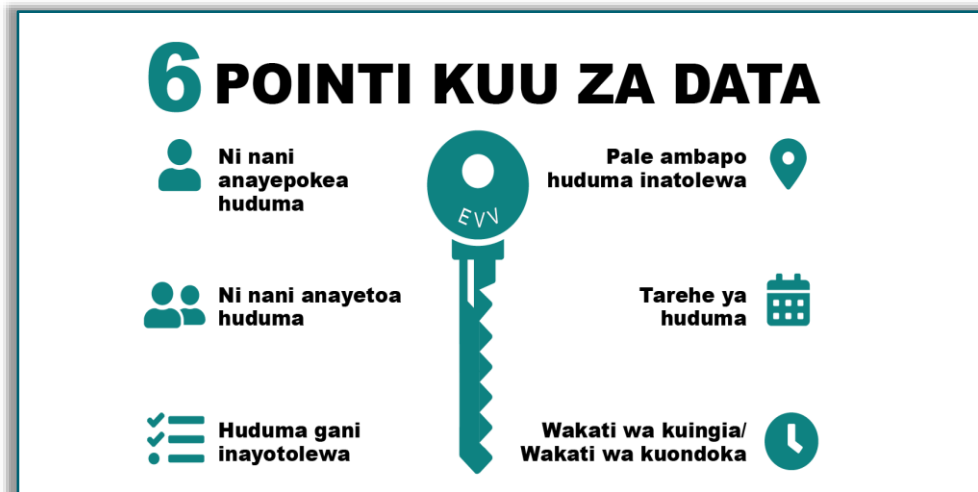 6 POINTI KUU ZA DATA
Ni nani
anayepokea
huduma
Ni nani anayetoa
huduma
Huduma gani
inayotolewa
EVV
Pale ambapo
huduma inatolewa
Tarehe ya
huduma
Wakati wa kuingia/
Wakati wa kuondoka